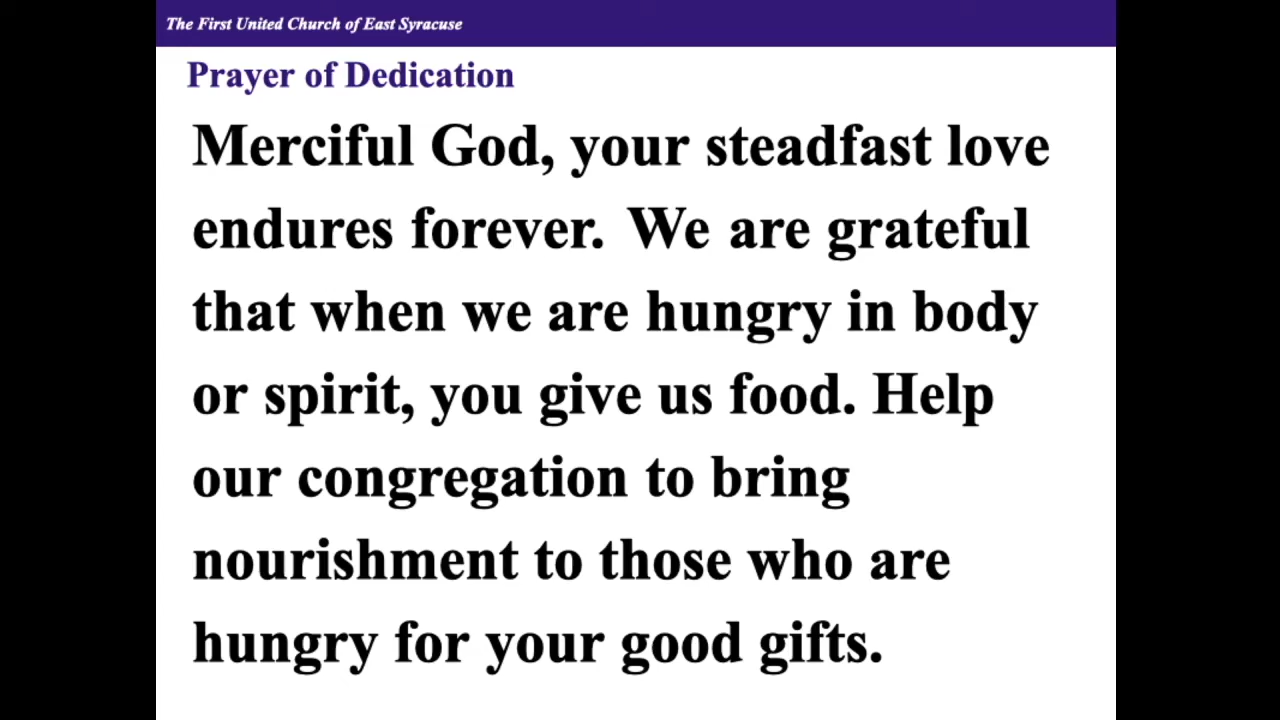 The First United Church of East Syracuse
Prayer of Dedication
Merciful God, your steadfast love
endures forever. We are grateful
that when we are hungry in body
or spirit, you give us food. Help
our congregation to bring
nourishment to those who are
hungry for your good gifts.